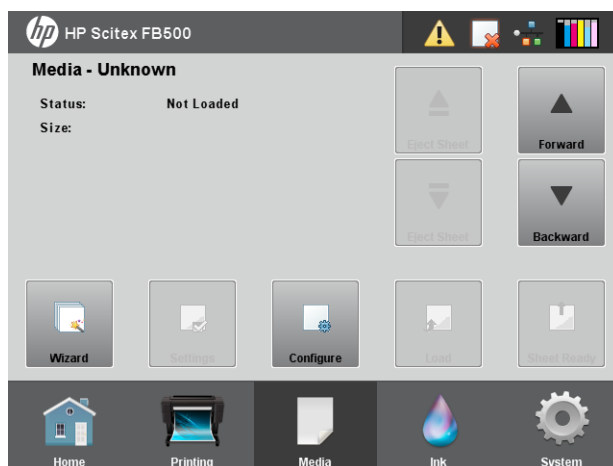 hp HP Scitex FB500
Media - Unknown
Status: Not Loaded
Size:
Eject Sheet
Forward
Eject Sheet
Backward
Wizard
Settings
Configure
Load
Sheet Ready
Home
Printing
Media
Ink
System